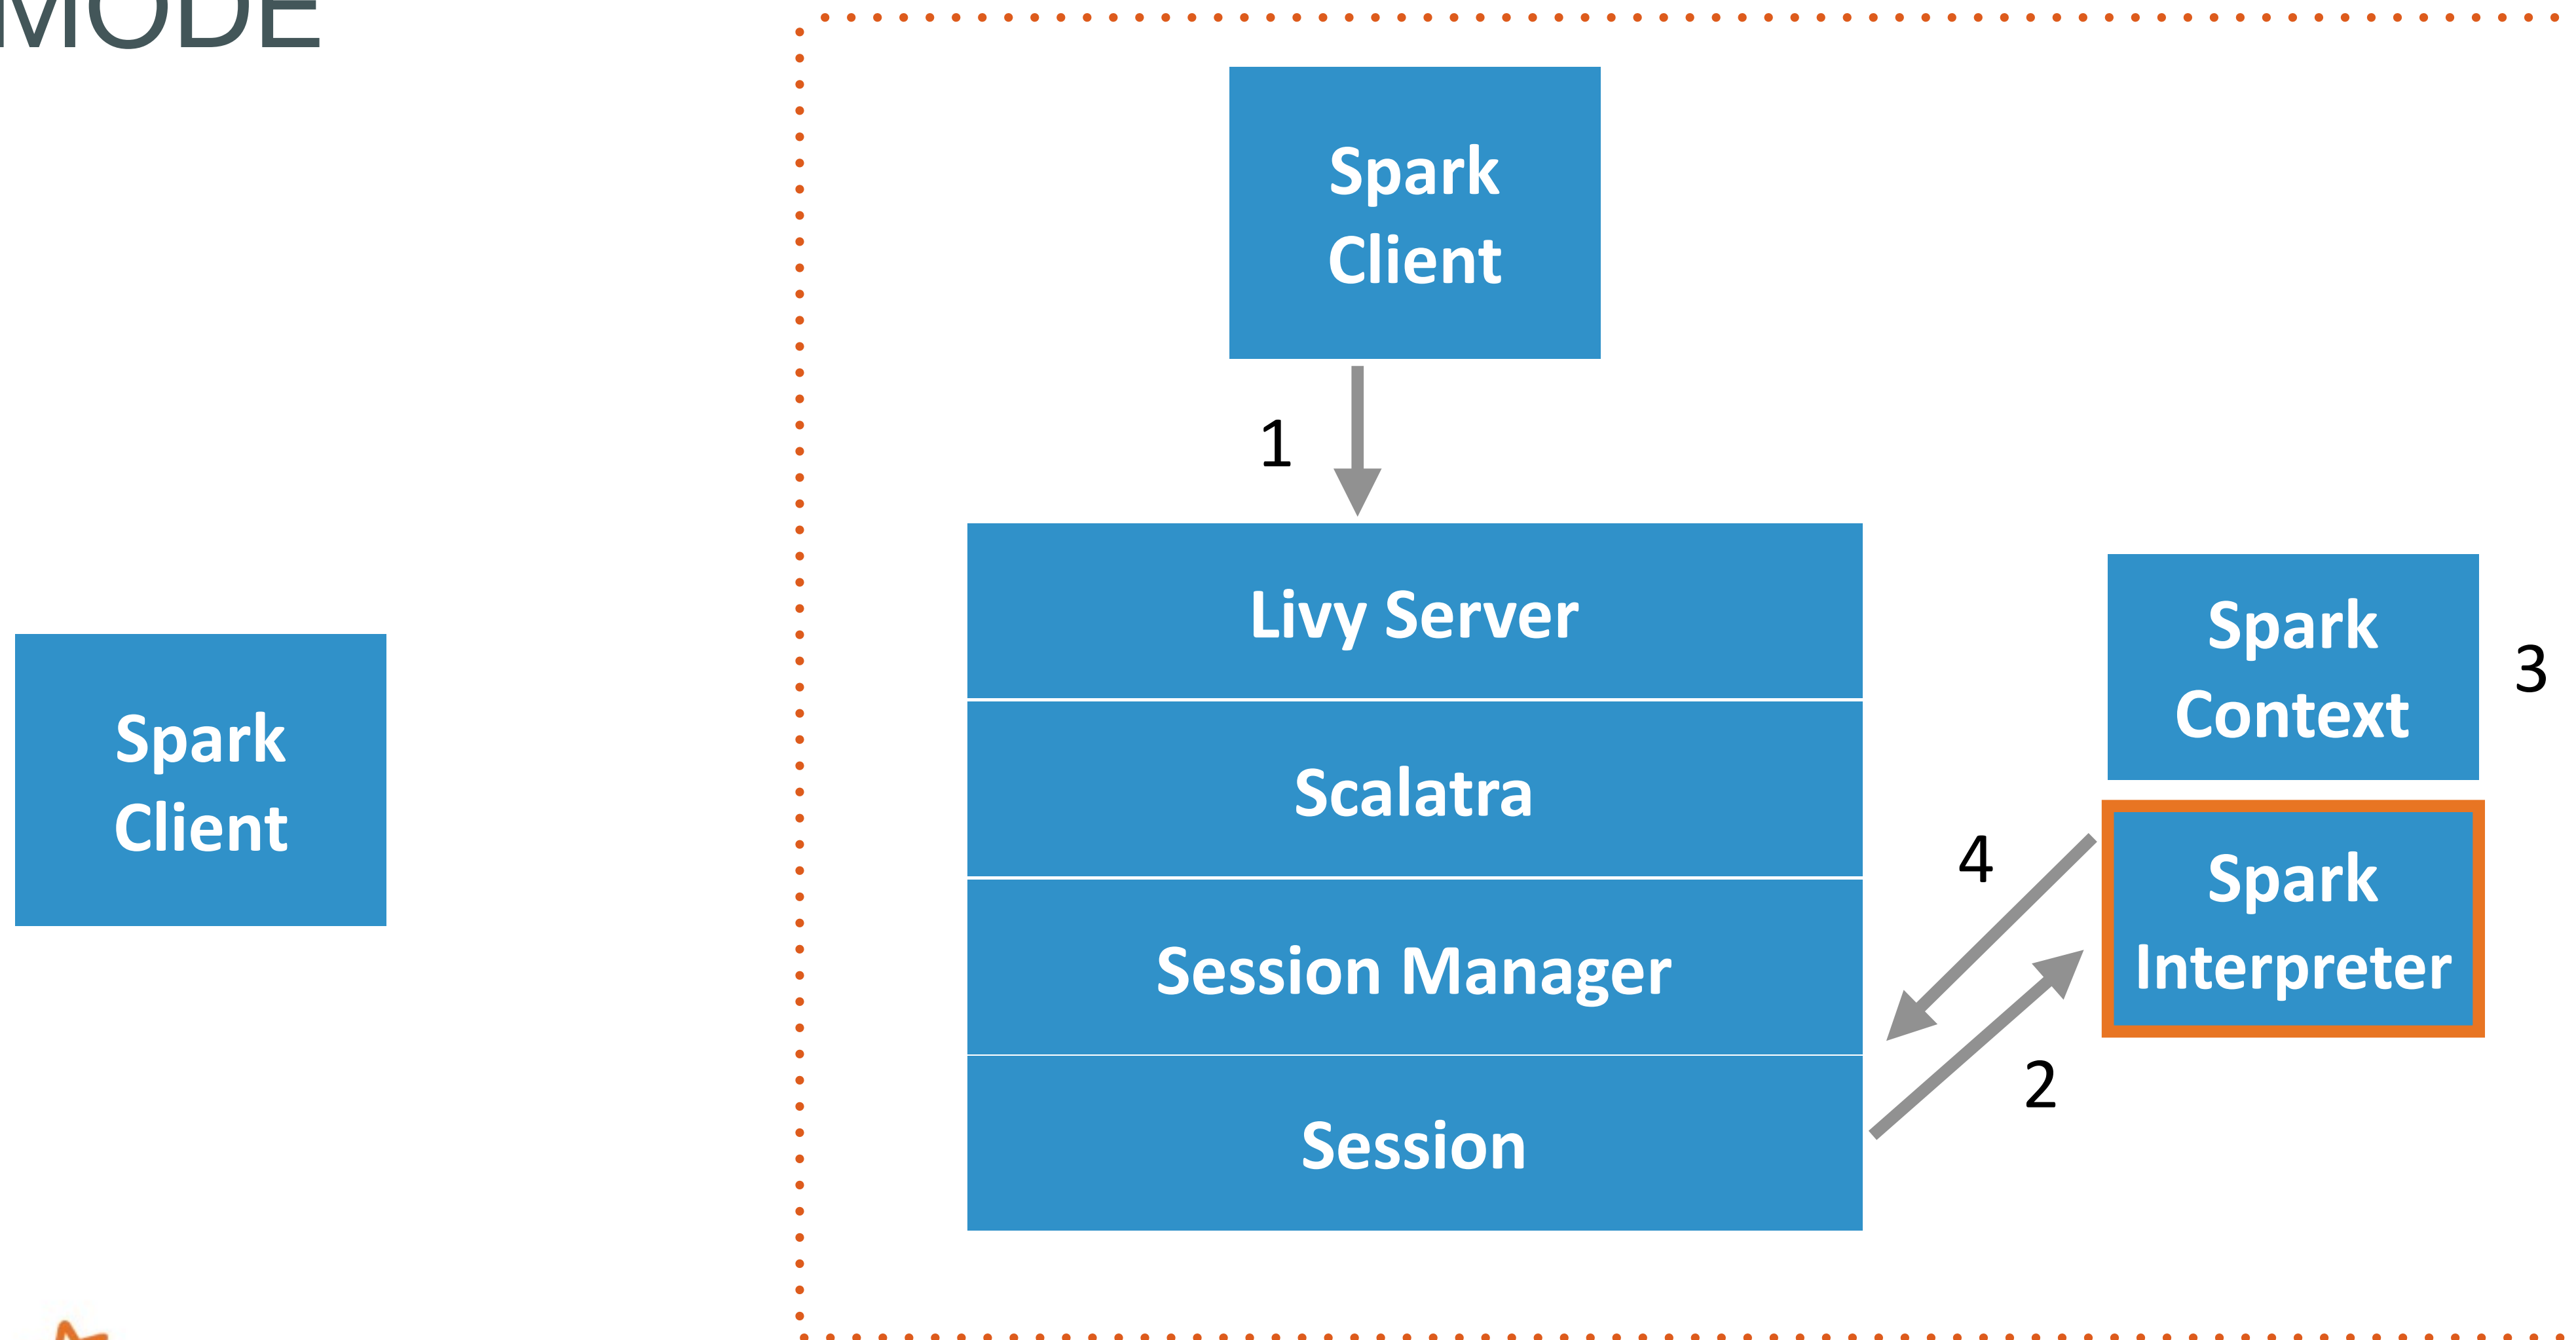 MODE
Spark
Client
1
Livy Server
Spark
Context
3
Scalatra
Spark
Client
4
Spark
Interpreter
Session Manager
2
Session